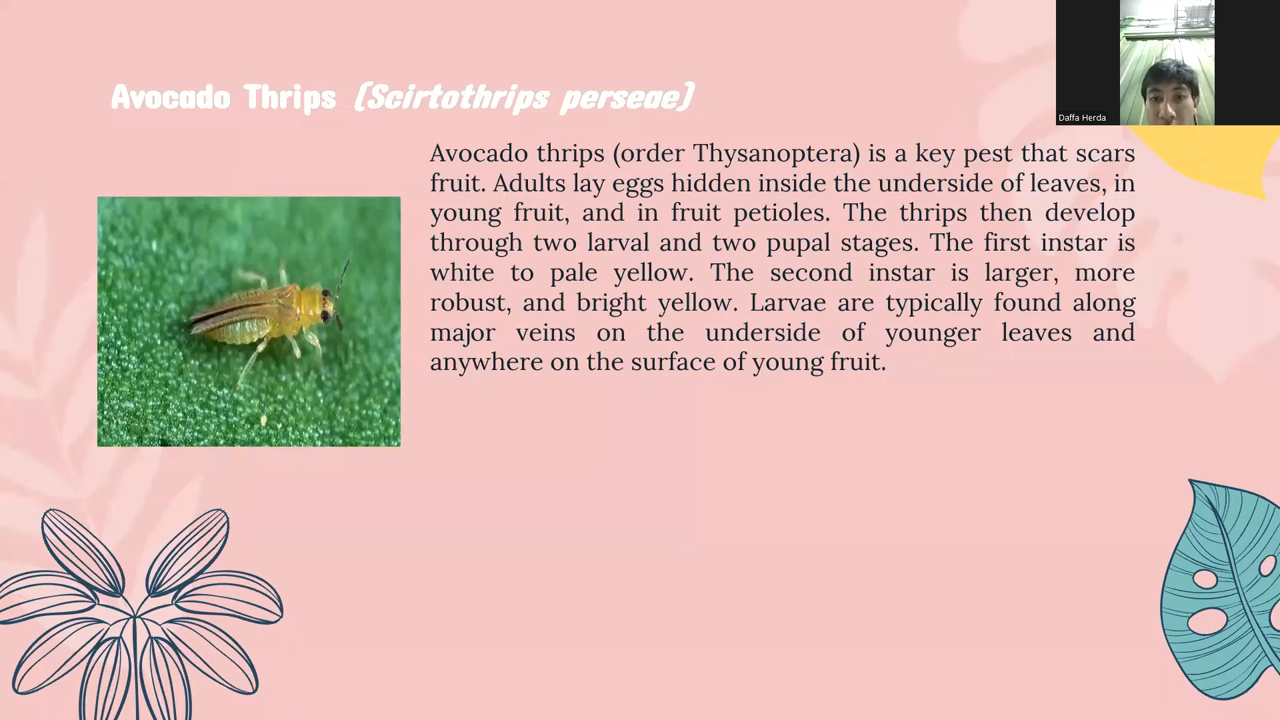 Avocado Thrips (Scirtothrips perseae)
Daffa Herda
Avocado thrips (order Thysanoptera) is a key pest that scars
fruit. Adults lay eggs hidden inside the underside of leaves, in
young fruit, and in fruit petioles. The thrips then develop
through two larval and two pupal stages. The first instar is
white to pale yellow. The second instar is larger, more
robust, and bright yellow. Larvae are typically found along
major veins on the underside of younger leaves and
anywhere on the surface of young fruit.